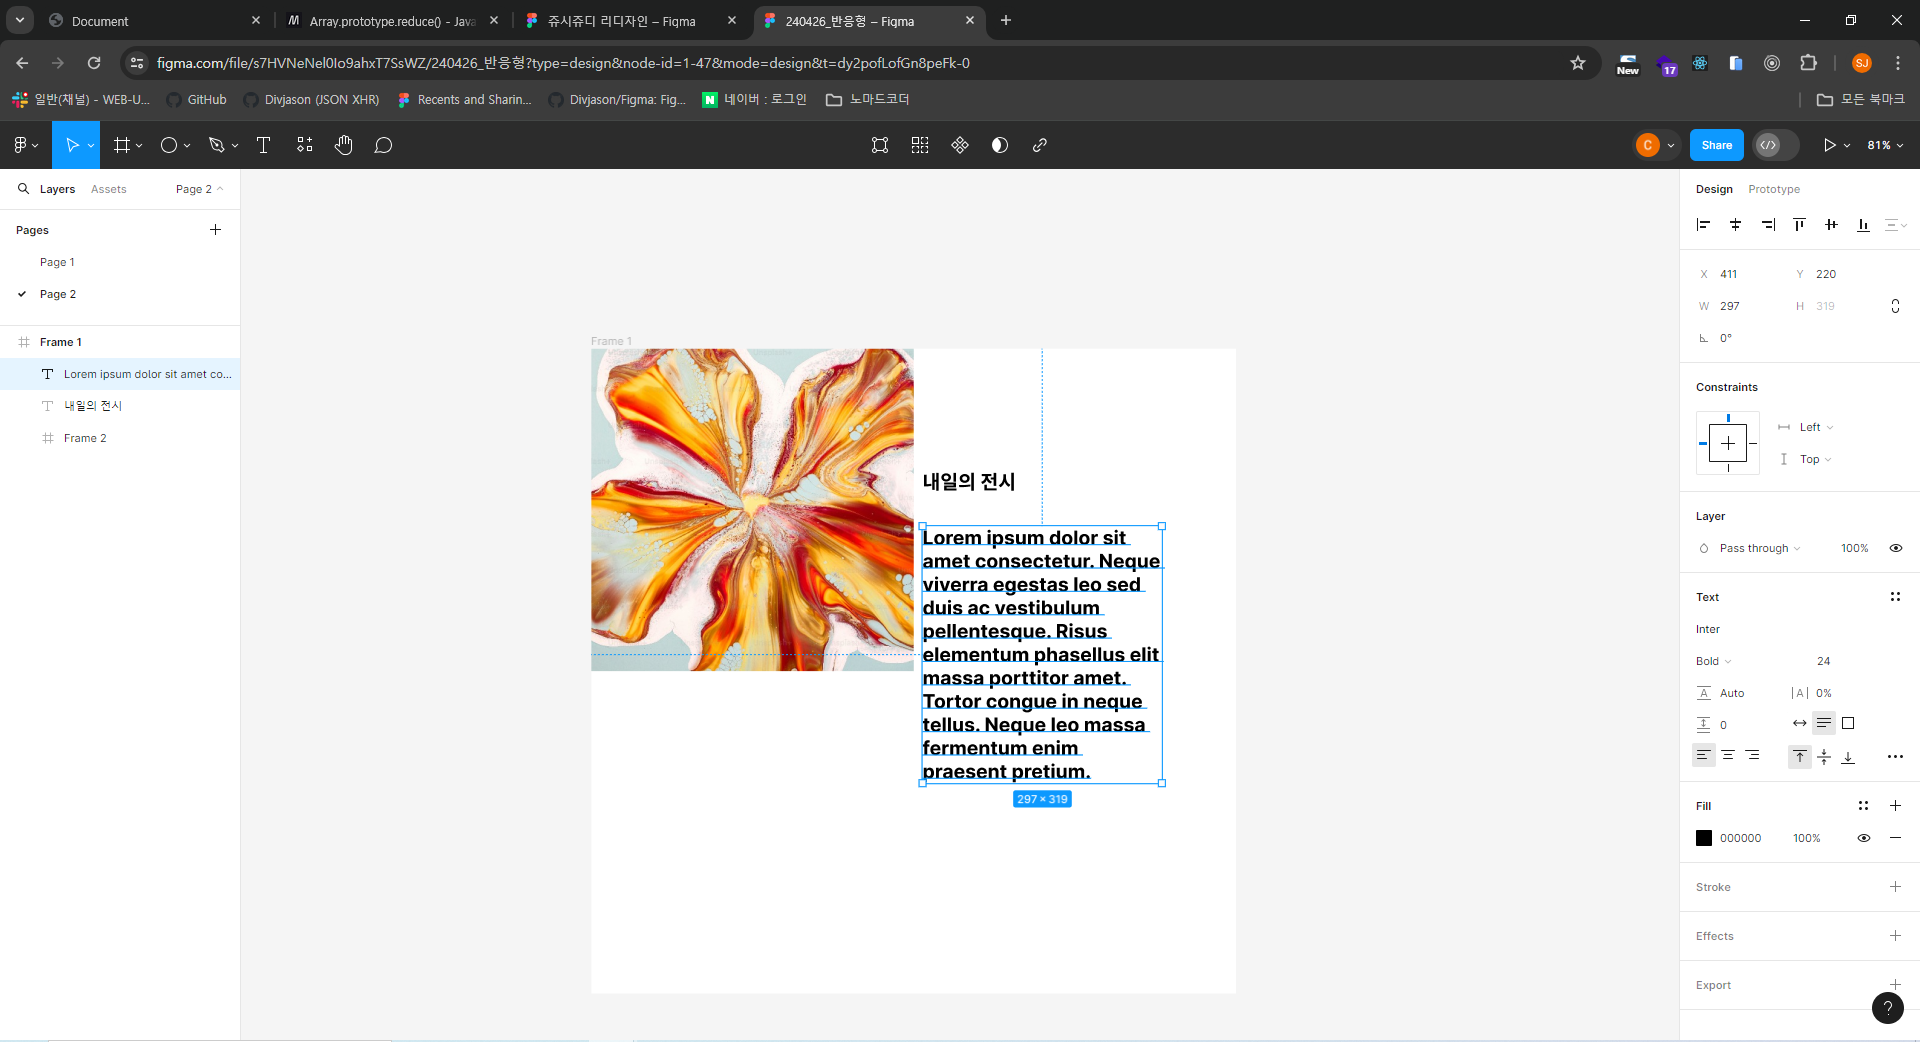 Document
Array.prototype.reduce() - Java
쥬시쥬디 리디자인 – Figma
240426_반응형 – Figma
figma.com/file/s7HVNeNel0Io9ahxT7SsWZ/240426_반응형?type=design&node-id=1-47&mode=design&t=dy2pofLofGn8peFk-0
New
17
SJ
일반(채널) - WEB-U...
GitHub
Divjason (JSON XHR)
Recents and Sharin...
Divjason/Figma: Fig...
N
네이버 : 로그인
노마드코더
모든 북마크
C
Share
81%
Layers
Assets
Page 2
Pages
Page 1
Page 2
Frame 1
Lorem ipsum dolor sit amet co...
내일의 전시
Frame 2
Frame 1
내일의 전시
Lorem ipsum dolor sit
amet consectetur. Neque
viverra egestas leo sed
duis ac vestibulum
pellentesque. Risus
elementum phasellus elit
massa porttitor amet.
Tortor congue in neque
tellus. Neque leo massa
fermentum enim
praesent pretium.
297 × 319
Design
Prototype
X 411
Y 220
W 297
H 319
0°
Constraints
Left
Top
Layer
Pass through
100%
Text
Inter
Bold
24
Auto
0%
0
Fill
000000
100%
Stroke
Effects
Export
?